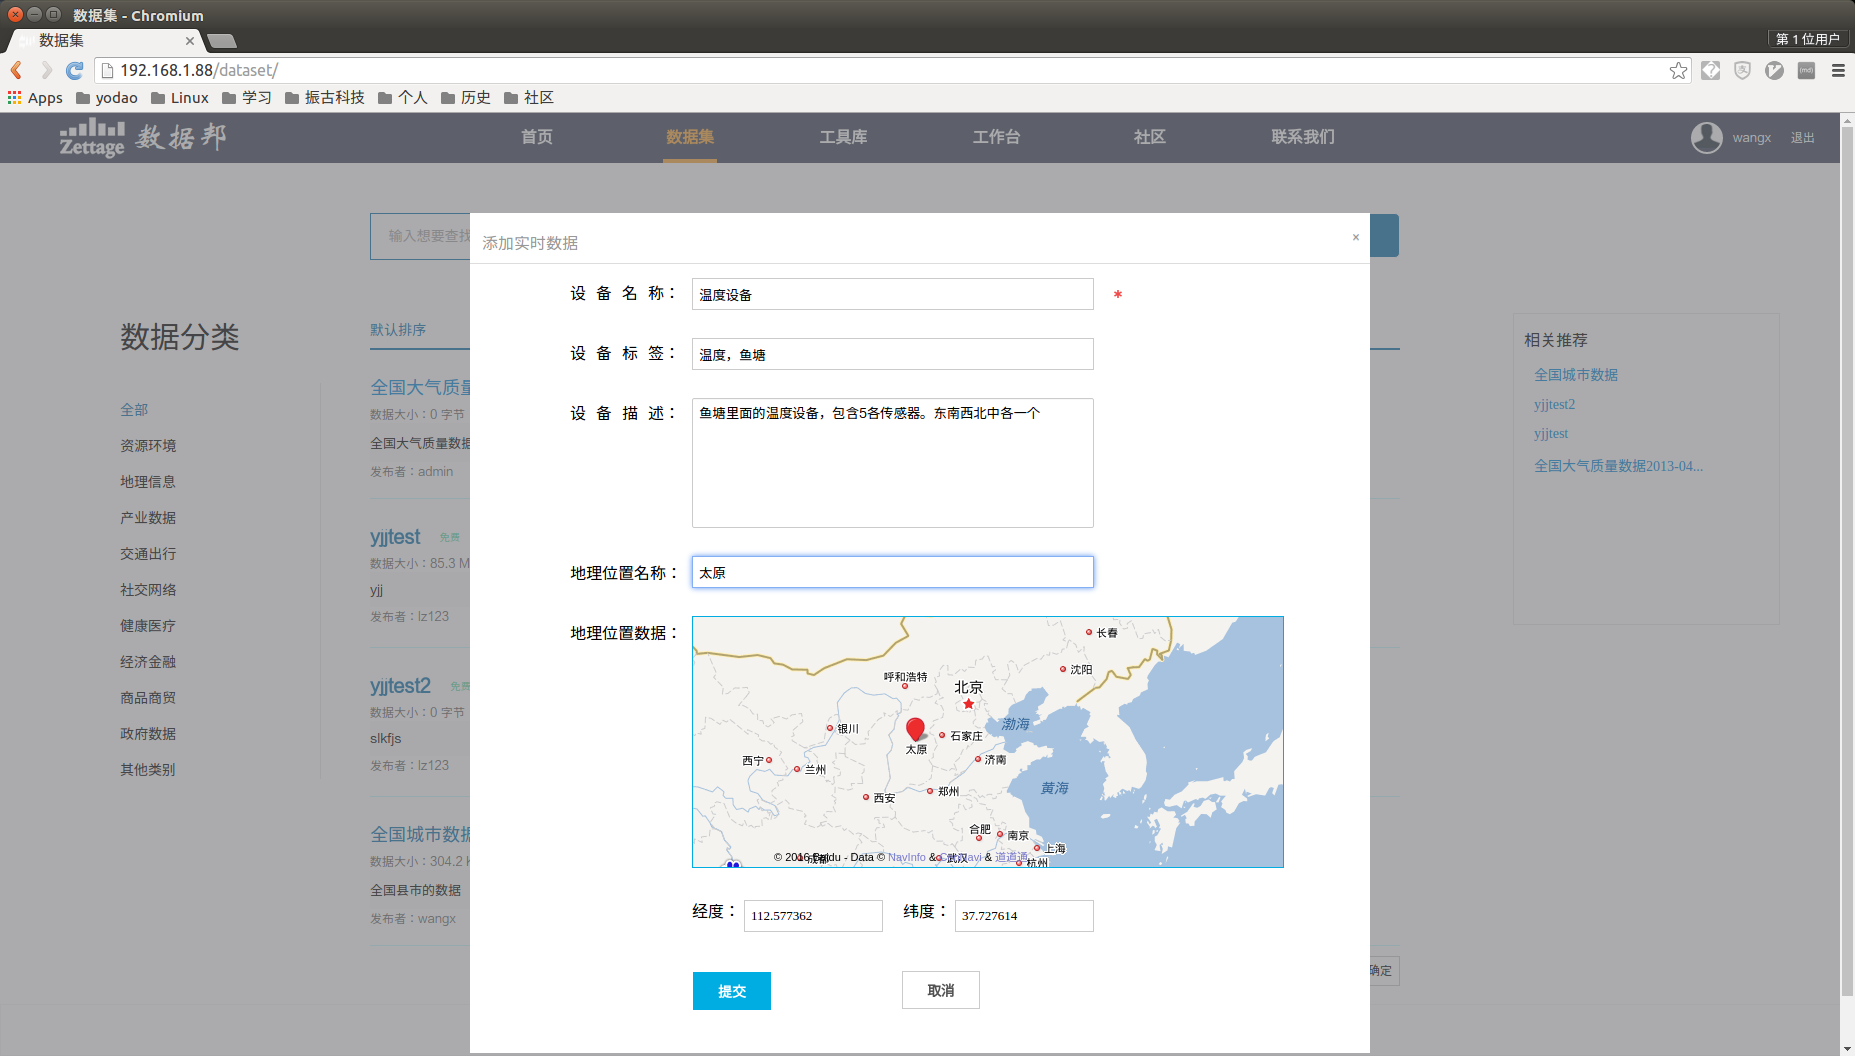 数据集 - Chromium
数据集
第 1 位用户
192.168.1.88/dataset/
Apps yodao Linux 学习 振古科技 个人 历史 社区
Zettage 数据邦 首页 数据集 工具库 工作台 社区 联系我们 wangx 退出
输入想要查找
添加实时数据 ×
设 备 名 称： 温度设备 *
设 备 标 签： 温度，鱼塘
设 备 描 述： 鱼塘里面的温度设备，包含5各传感器。东南西北中各一个
地理位置名称： 太原
地理位置数据：
长春
沈阳
呼和浩特
北京
渤海
银川
石家庄
太原
西宁
济南
兰州
黄海
郑州
西安
合肥
南京
上海
成都
武汉
杭州
© 2016 Baidu - Data © NavInfo & CenNavi & 道道通
经度： 112.577362 纬度： 37.727614
提交 取消
数据分类
全部
资源环境
地理信息
产业数据
交通出行
社交网络
健康医疗
经济金融
商品商贸
政府数据
其他类别
默认排序
全国大气质量
数据大小：0 字节
全国大气质量数据
发布者：admin
yjjtest 免费
数据大小：85.3 M
yjj
发布者：lz123
yjjtest2 免费
数据大小：0 字节
slkfjs
发布者：lz123
全国城市数据
数据大小：304.2 K
全国县市的数据
发布者：wangx
确定
相关推荐
全国城市数据
yjjtest2
yjjtest
全国大气质量数据2013-04...